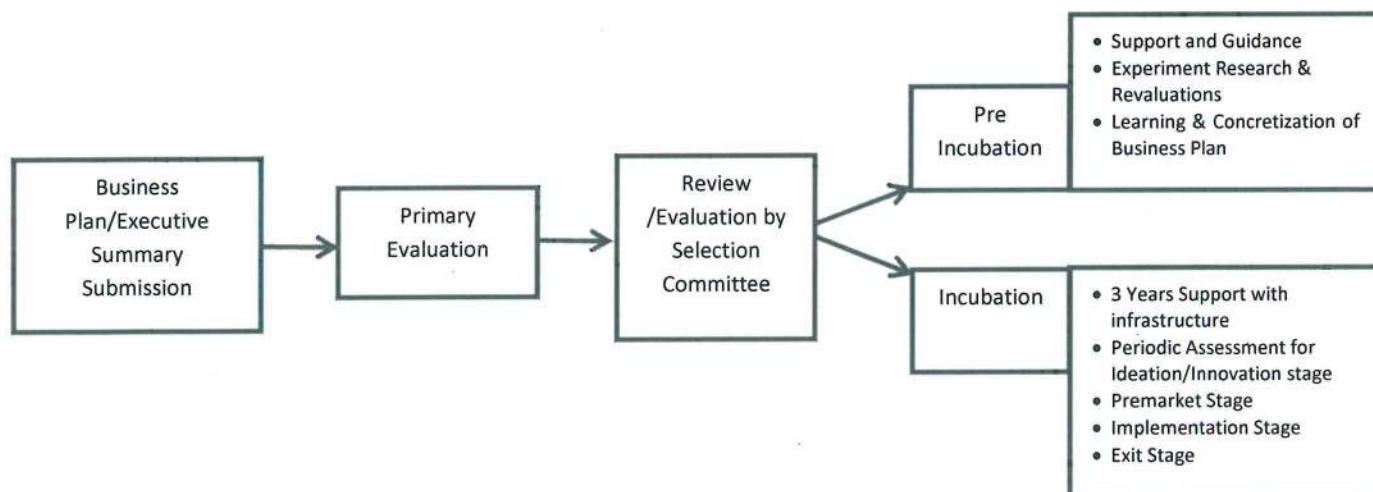 Business
Plan/Executive
Summary
Submission
Primary
Evaluation
Review
/Evaluation by
Selection
Committee
Pre
Incubation
• Support and Guidance
• Experiment Research &
Revaluations
• Learning & Concretization of
Business Plan
Incubation
• 3 Years Support with
infrastructure
• Periodic Assessment for
Ideation/Innovation stage
• Premarket Stage
• Implementation Stage
• Exit Stage